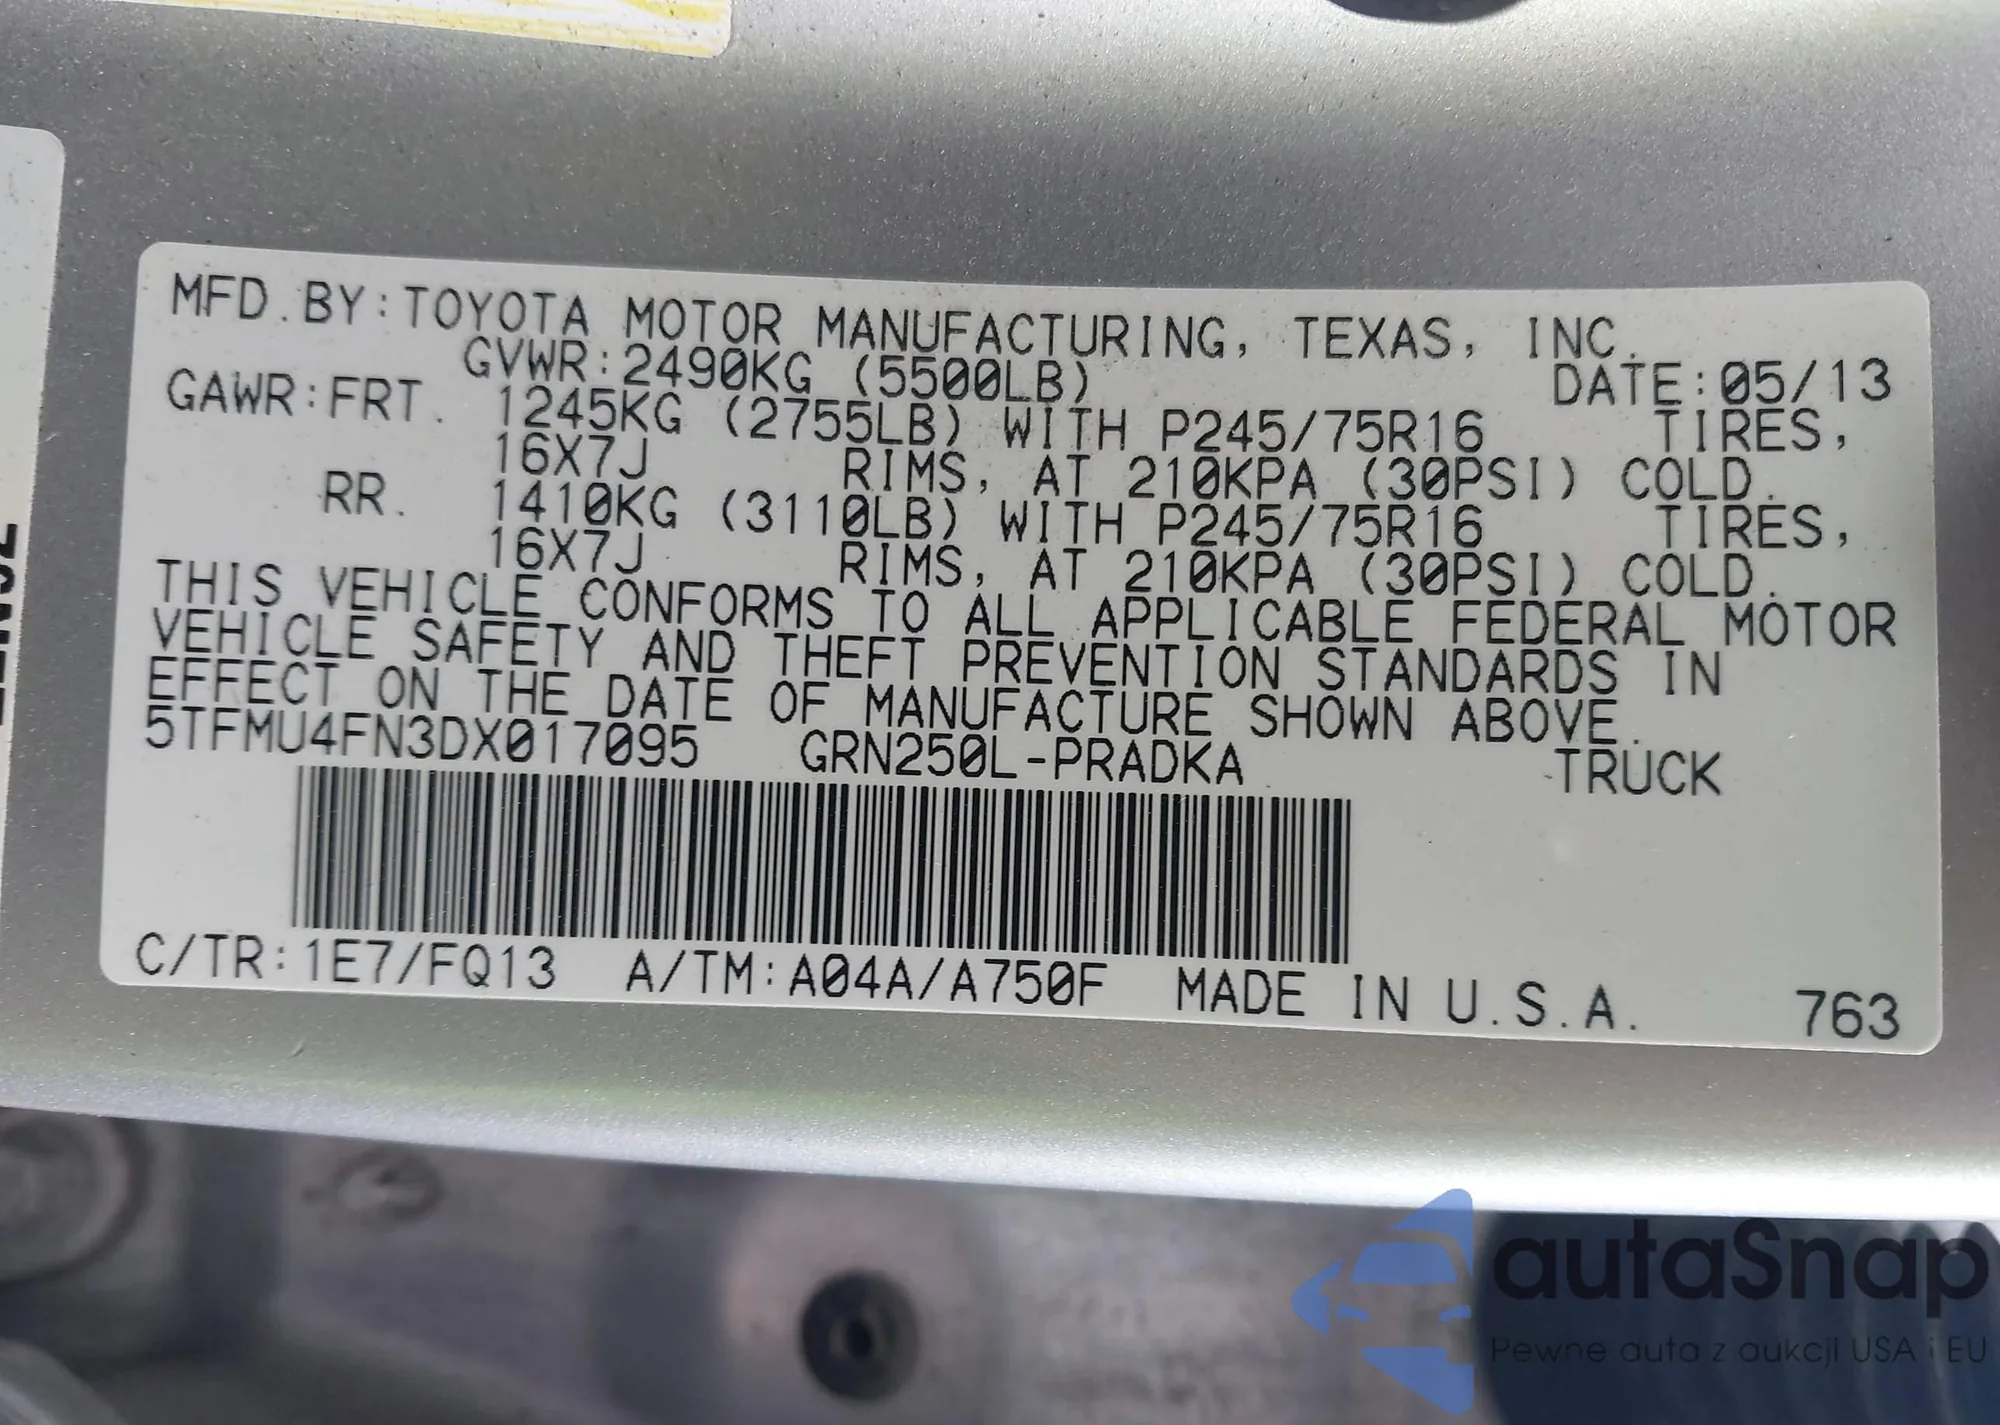 MFD.BY:TOYOTA MOTOR MANUFACTURING, TEXAS, INC.
GVWR:2490KG (5500LB) DATE:05/13
GAWR:FRT. 1245KG (2755LB) WITH P245/75R16 TIRES,
16X7J RIMS, AT 210KPA (30PSI) COLD.
RR. 1410KG (3110LB) WITH P245/75R16 TIRES,
16X7J RIMS, AT 210KPA (30PSI) COLD.
THIS VEHICLE CONFORMS TO ALL APPLICABLE FEDERAL MOTOR
VEHICLE SAFETY AND THEFT PREVENTION STANDARDS IN
EFFECT ON THE DATE OF MANUFACTURE SHOWN ABOVE.
5TFMU4FN3DX017095 GRN250L-PRADKA TRUCK
C/TR:1E7/FQ13 A/TM:A04A/A750F MADE IN U.S.A. 763
autaSnap
Pewne auta z aukcji USA i EU